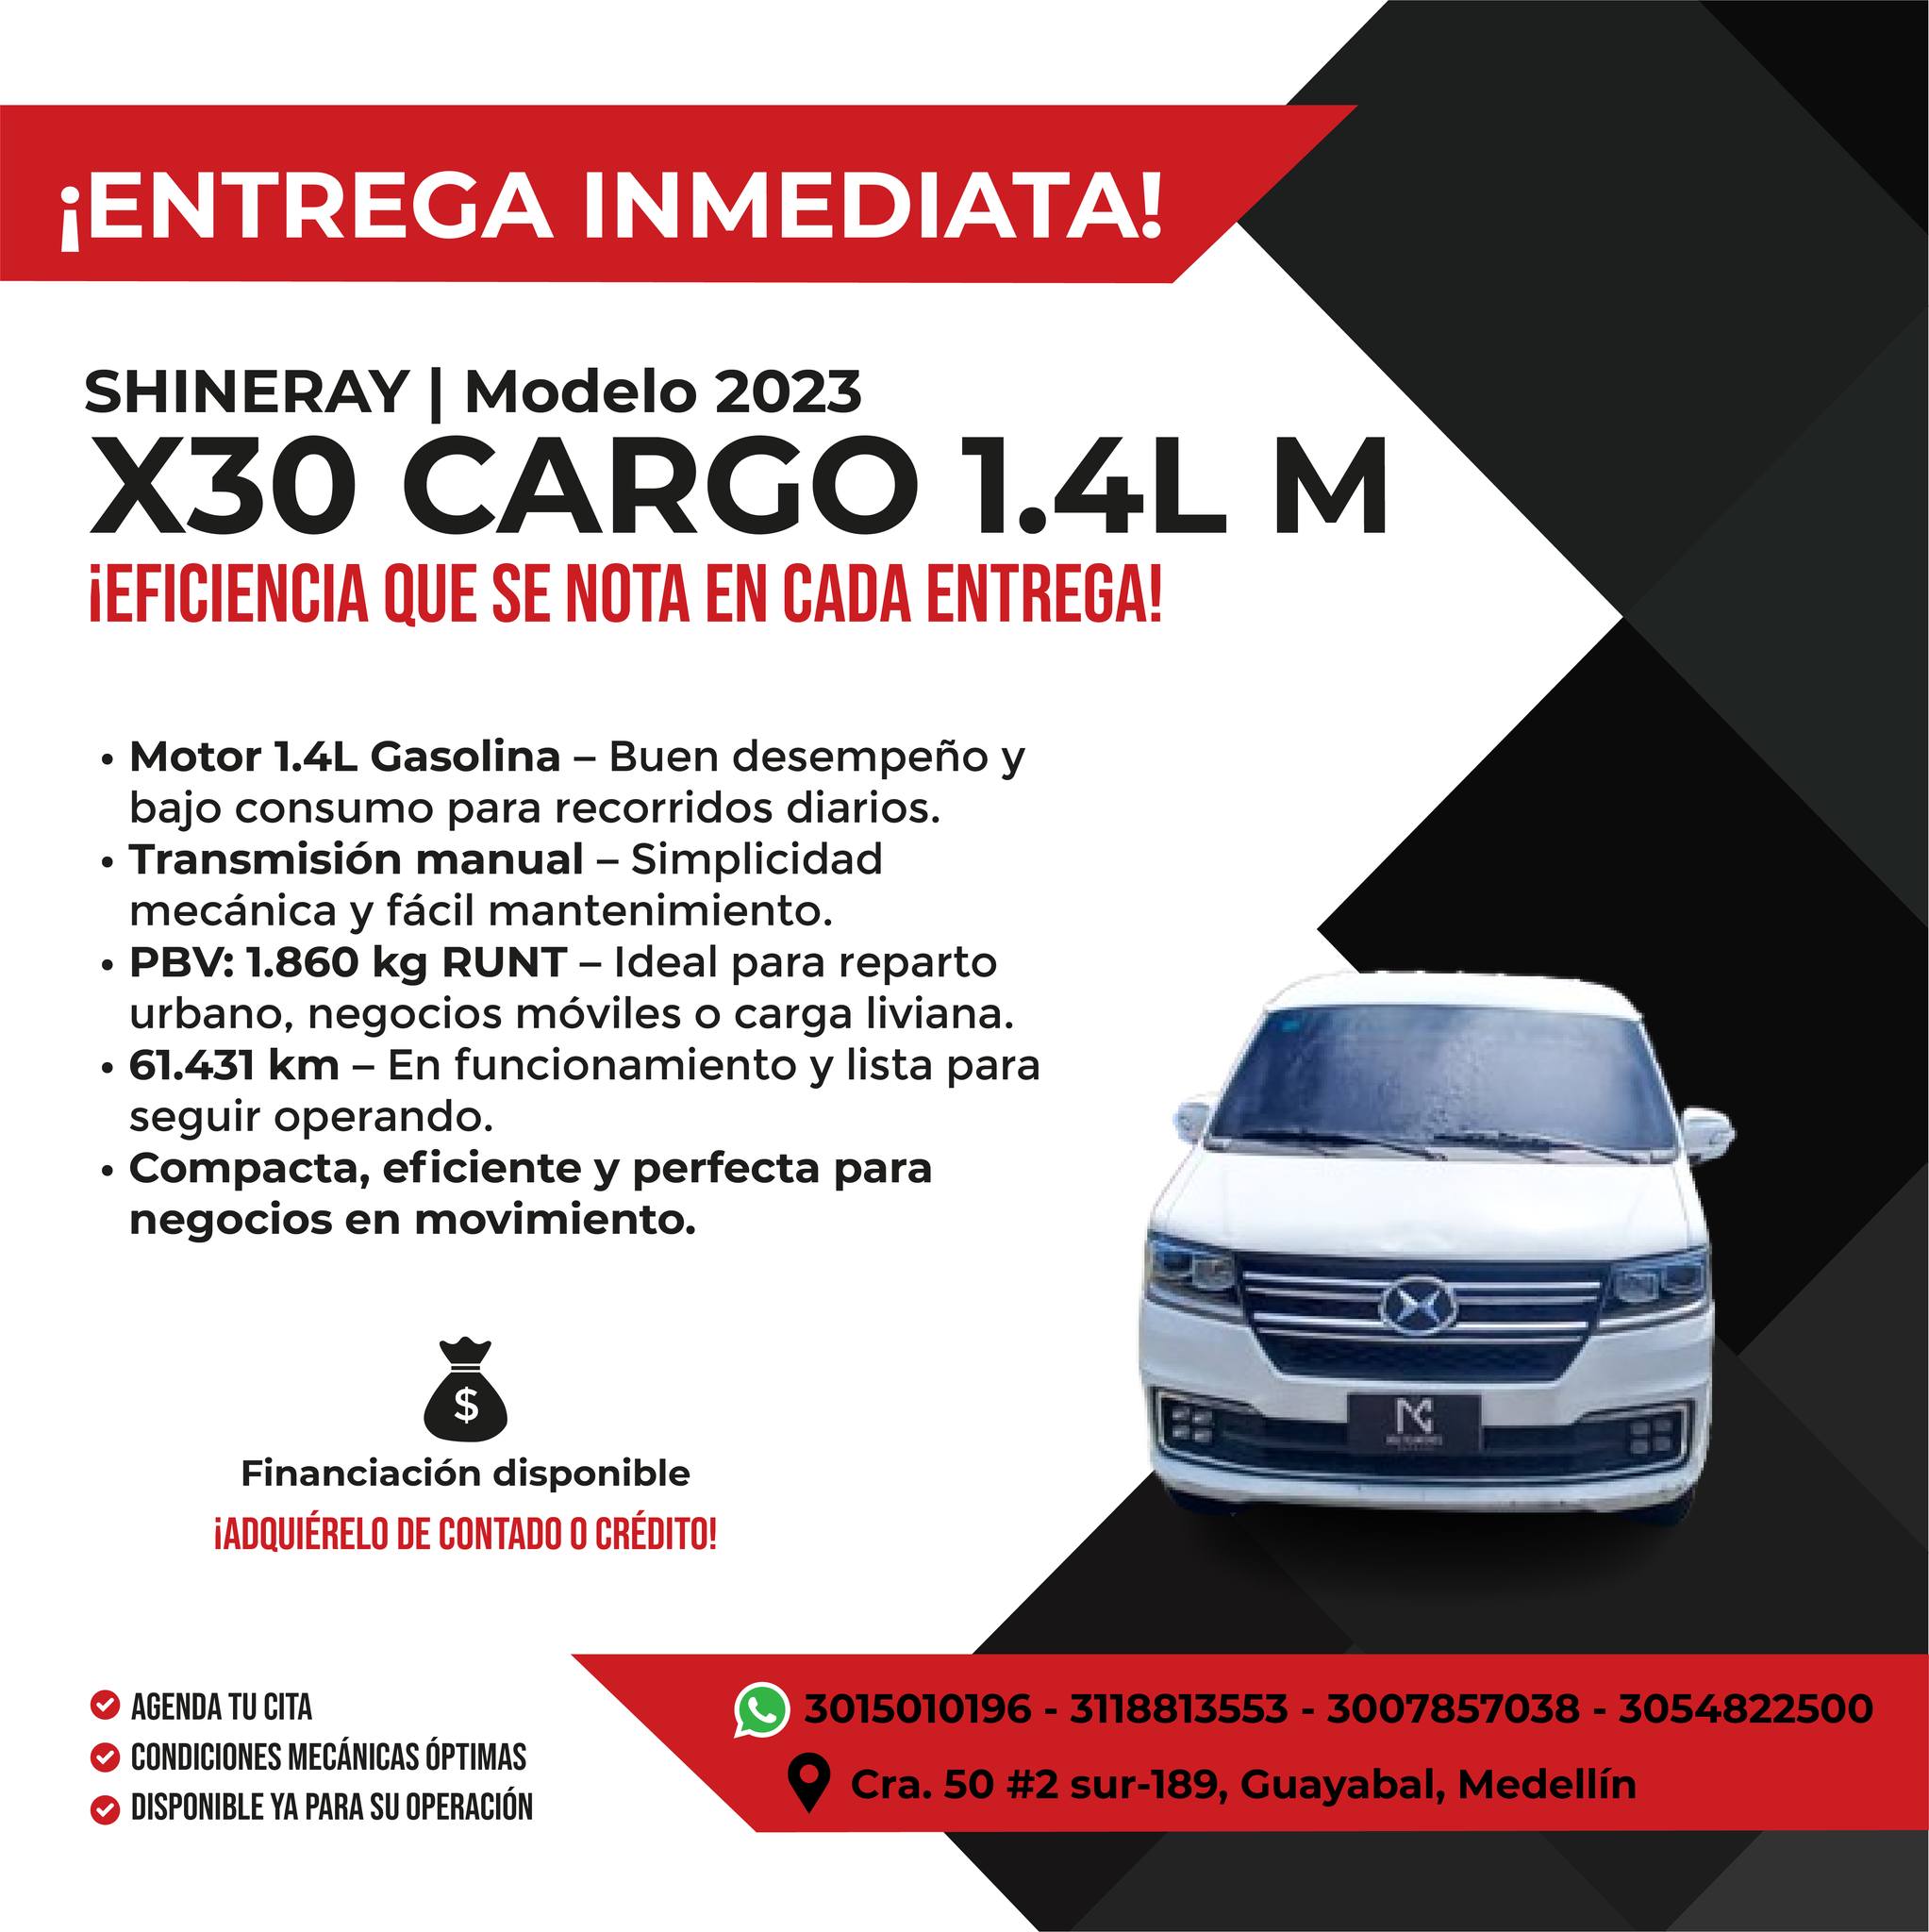 ¡ENTREGA INMEDIATA!
SHINERAY | Modelo 2023
X30 CARGO 1.4L M
¡EFICIENCIA QUE SE NOTA EN CADA ENTREGA!
• Motor 1.4L Gasolina – Buen desempeño y
bajo consumo para recorridos diarios.
• Transmisión manual – Simplicidad
mecánica y fácil mantenimiento.
• PBV: 1.860 kg RUNT – Ideal para reparto
urbano, negocios móviles o carga liviana.
• 61.431 km – En funcionamiento y lista para
seguir operando.
• Compacta, eficiente y perfecta para
negocios en movimiento.
$
Financiación disponible
¡ADQUIÉRELO DE CONTADO O CRÉDITO!
AGENDA TU CITA
CONDICIONES MECÁNICAS ÓPTIMAS
DISPONIBLE YA PARA SU OPERACIÓN
3015010196 - 3118813553 - 3007857038 - 3054822500
Cra. 50 #2 sur-189, Guayabal, Medellín